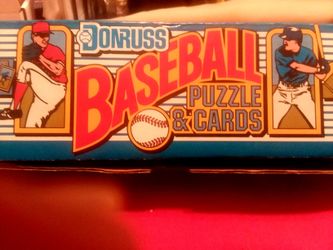 DONRUSS
BASEBALL
PUZZLE
& CARDS